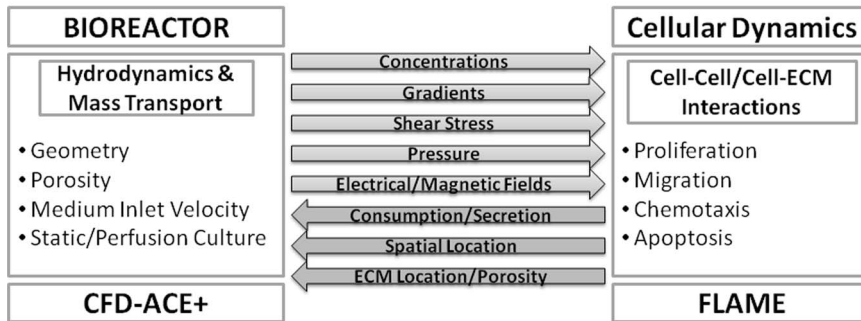 BIOREACTOR
Hydrodynamics &
Mass Transport
• Geometry
• Porosity
• Medium Inlet Velocity
• Static/Perfusion Culture
CFD-ACE+
Concentrations
Gradients
Shear Stress
Pressure
Electrical/Magnetic Fields
Consumption/Secretion
Spatial Location
ECM Location/Porosity
Cellular Dynamics
Cell-Cell/Cell-ECM
Interactions
• Proliferation
• Migration
• Chemotaxis
• Apoptosis
FLAME